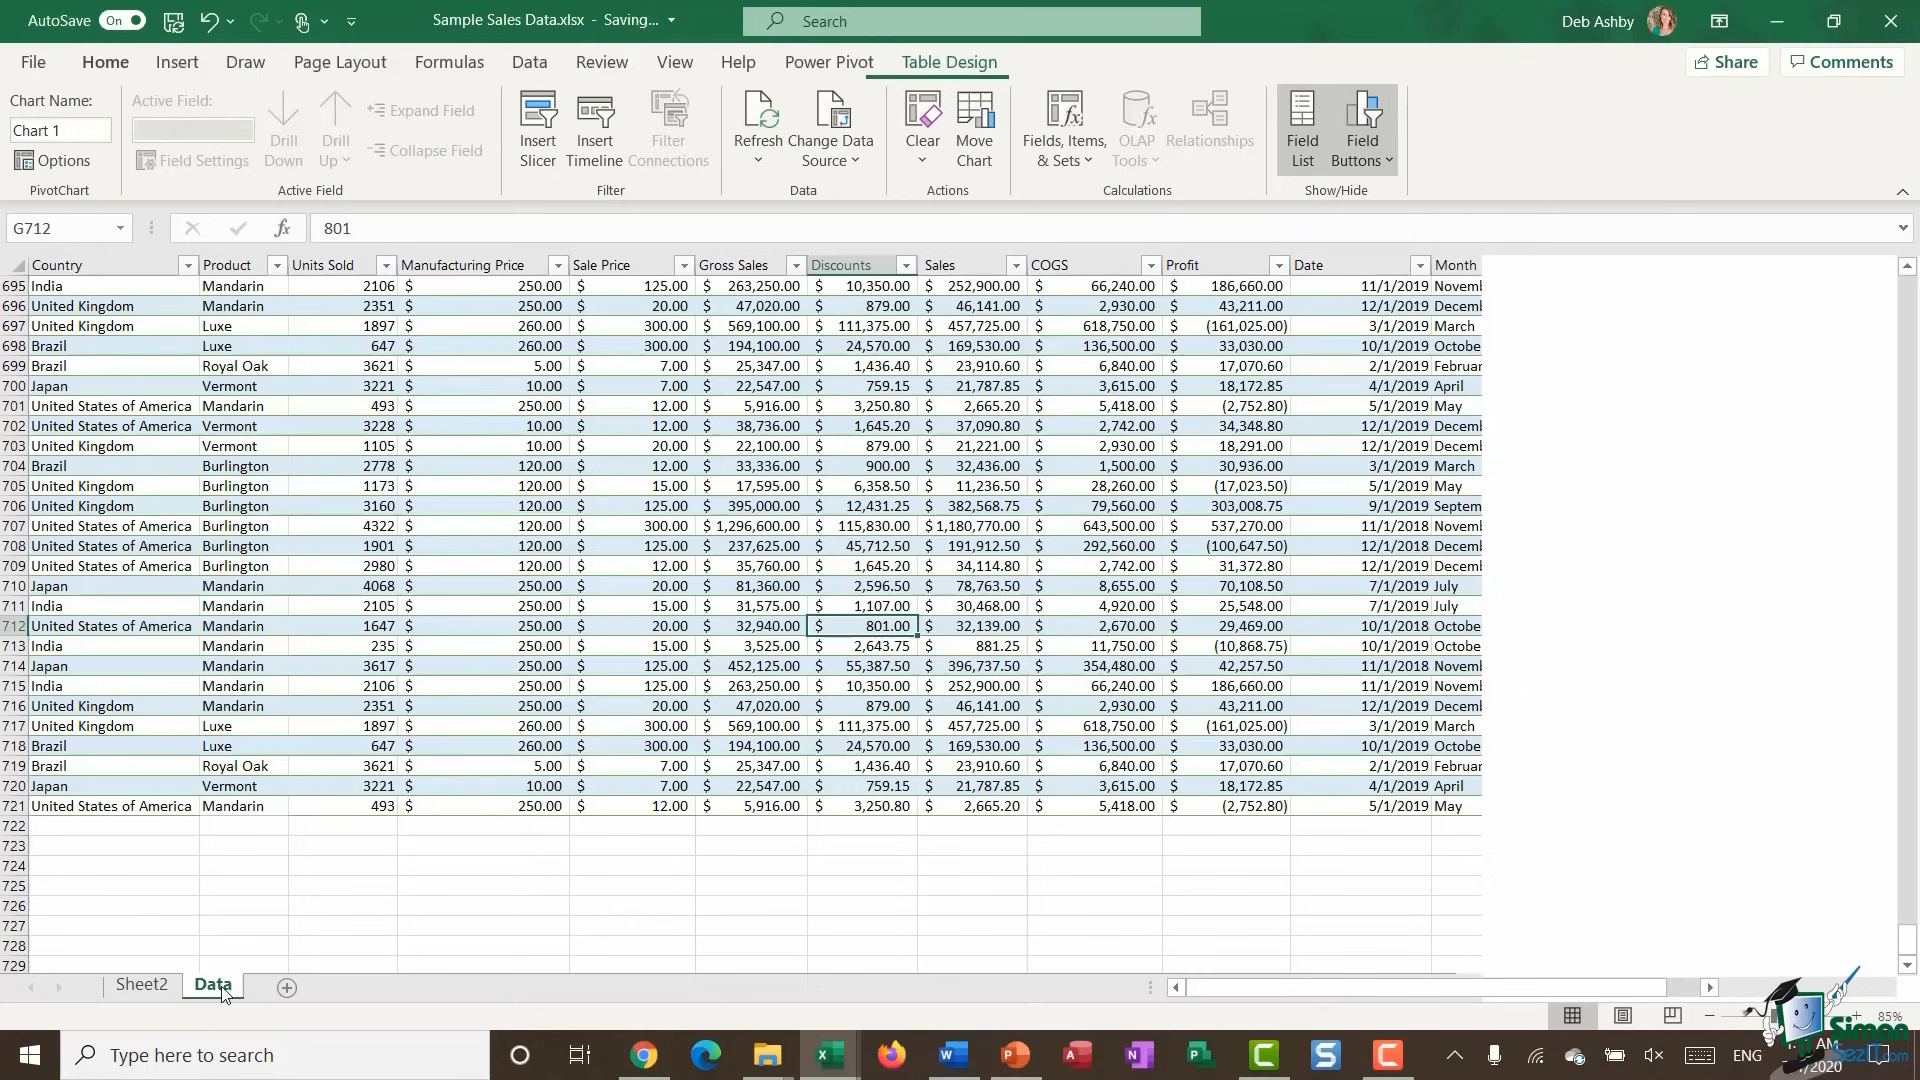 AutoSave On Sample Sales Data.xlsx - Saving... Search Deb Ashby
File Home Insert Draw Page Layout Formulas Data Review View Help Power Pivot Table Design Share Comments
Chart Name: Active Field: Expand Field
Chart 1 Drill Down Drill Up Insert Slicer Insert Timeline Filter Connections Refresh Change Data Source Clear Move Chart Fields, Items, & Sets OLAP Tools Relationships Field List Field Buttons
Options Field Settings Collapse Field
PivotChart Active Field Filter Data Actions Calculations Show/Hide
G712 fx 801
Country Product Units Sold Manufacturing Price Sale Price Gross Sales Discounts Sales COGS Profit Date Month
695 India Mandarin 2106 $ 250.00 $ 125.00 $ 263,250.00 $ 10,350.00 $ 252,900.00 $ 66,240.00 $ 186,660.00 11/1/2019 Novem
696 United Kingdom Mandarin 2351 $ 250.00 $ 20.00 $ 47,020.00 $ 879.00 $ 46,141.00 $ 2,930.00 $ 43,211.00 12/1/2019 Decem
697 United Kingdom Luxe 1897 $ 260.00 $ 300.00 $ 569,100.00 $ 111,375.00 $ 457,725.00 $ 618,750.00 $ (161,025.00) 3/1/2019 March
698 Brazil Luxe 647 $ 260.00 $ 300.00 $ 194,100.00 $ 24,570.00 $ 169,530.00 $ 136,500.00 $ 33,030.00 10/1/2019 Octobe
699 Brazil Royal Oak 3621 $ 5.00 $ 7.00 $ 25,347.00 $ 1,436.40 $ 23,910.60 $ 6,840.00 $ 17,070.60 2/1/2019 Februar
700 Japan Vermont 3221 $ 10.00 $ 7.00 $ 22,547.00 $ 759.15 $ 21,787.85 $ 3,615.00 $ 18,172.85 4/1/2019 April
701 United States of America Mandarin 493 $ 250.00 $ 12.00 $ 5,916.00 $ 3,250.80 $ 2,665.20 $ 5,418.00 $ (2,752.80) 5/1/2019 May
702 United States of America Vermont 3228 $ 10.00 $ 12.00 $ 38,736.00 $ 1,645.20 $ 37,090.80 $ 2,742.00 $ 34,348.80 12/1/2019 Decem
703 United Kingdom Vermont 1105 $ 10.00 $ 20.00 $ 22,100.00 $ 879.00 $ 21,221.00 $ 2,930.00 $ 18,291.00 12/1/2019 Decem
704 Brazil Burlington 2778 $ 120.00 $ 12.00 $ 33,336.00 $ 900.00 $ 32,436.00 $ 1,500.00 $ 30,936.00 3/1/2019 March
705 United Kingdom Burlington 1173 $ 120.00 $ 15.00 $ 17,595.00 $ 6,358.50 $ 11,236.50 $ 28,260.00 $ (17,023.50) 5/1/2019 May
706 United Kingdom Burlington 3160 $ 120.00 $ 125.00 $ 395,000.00 $ 12,431.25 $ 382,568.75 $ 79,560.00 $ 303,008.75 9/1/2019 Septem
707 United States of America Burlington 4322 $ 120.00 $ 300.00 $ 1,296,600.00 $ 115,830.00 $ 1,180,770.00 $ 643,500.00 $ 537,270.00 11/1/2018 Novem
708 United States of America Burlington 1901 $ 120.00 $ 125.00 $ 237,625.00 $ 45,712.50 $ 191,912.50 $ 292,560.00 $ (100,647.50) 12/1/2018 Decem
709 United States of America Burlington 2980 $ 120.00 $ 12.00 $ 35,760.00 $ 1,645.20 $ 34,114.80 $ 2,742.00 $ 31,372.80 12/1/2019 Decem
710 Japan Mandarin 4068 $ 250.00 $ 20.00 $ 81,360.00 $ 2,596.50 $ 78,763.50 $ 8,655.00 $ 70,108.50 7/1/2019 July
711 India Mandarin 2105 $ 250.00 $ 15.00 $ 31,575.00 $ 1,107.00 $ 30,468.00 $ 4,920.00 $ 25,548.00 7/1/2019 July
712 United States of America Mandarin 1647 $ 250.00 $ 20.00 $ 32,940.00 $ 801.00 $ 32,139.00 $ 2,670.00 $ 29,469.00 10/1/2018 Octobe
713 India Mandarin 235 $ 250.00 $ 15.00 $ 3,525.00 $ 2,643.75 $ 881.25 $ 11,750.00 $ (10,868.75) 10/1/2019 Octobe
714 Japan Mandarin 3617 $ 250.00 $ 125.00 $ 452,125.00 $ 55,387.50 $ 396,737.50 $ 354,480.00 $ 42,257.50 11/1/2018 Novem
715 India Mandarin 2106 $ 250.00 $ 125.00 $ 263,250.00 $ 10,350.00 $ 252,900.00 $ 66,240.00 $ 186,660.00 11/1/2019 Novem
716 United Kingdom Mandarin 2351 $ 250.00 $ 20.00 $ 47,020.00 $ 879.00 $ 46,141.00 $ 2,930.00 $ 43,211.00 12/1/2019 Decem
717 United Kingdom Luxe 1897 $ 260.00 $ 300.00 $ 569,100.00 $ 111,375.00 $ 457,725.00 $ 618,750.00 $ (161,025.00) 3/1/2019 March
718 Brazil Luxe 647 $ 260.00 $ 300.00 $ 194,100.00 $ 24,570.00 $ 169,530.00 $ 136,500.00 $ 33,030.00 10/1/2019 Octobe
719 Brazil Royal Oak 3621 $ 5.00 $ 7.00 $ 25,347.00 $ 1,436.40 $ 23,910.60 $ 6,840.00 $ 17,070.60 2/1/2019 Februar
720 Japan Vermont 3221 $ 10.00 $ 7.00 $ 22,547.00 $ 759.15 $ 21,787.85 $ 3,615.00 $ 18,172.85 4/1/2019 April
721 United States of America Mandarin 493 $ 250.00 $ 12.00 $ 5,916.00 $ 3,250.80 $ 2,665.20 $ 5,418.00 $ (2,752.80) 5/1/2019 May
722
723
724
725
726
727
728
729
Sheet2 Data
85%
Type here to search ENG
Simon
SezIT.com